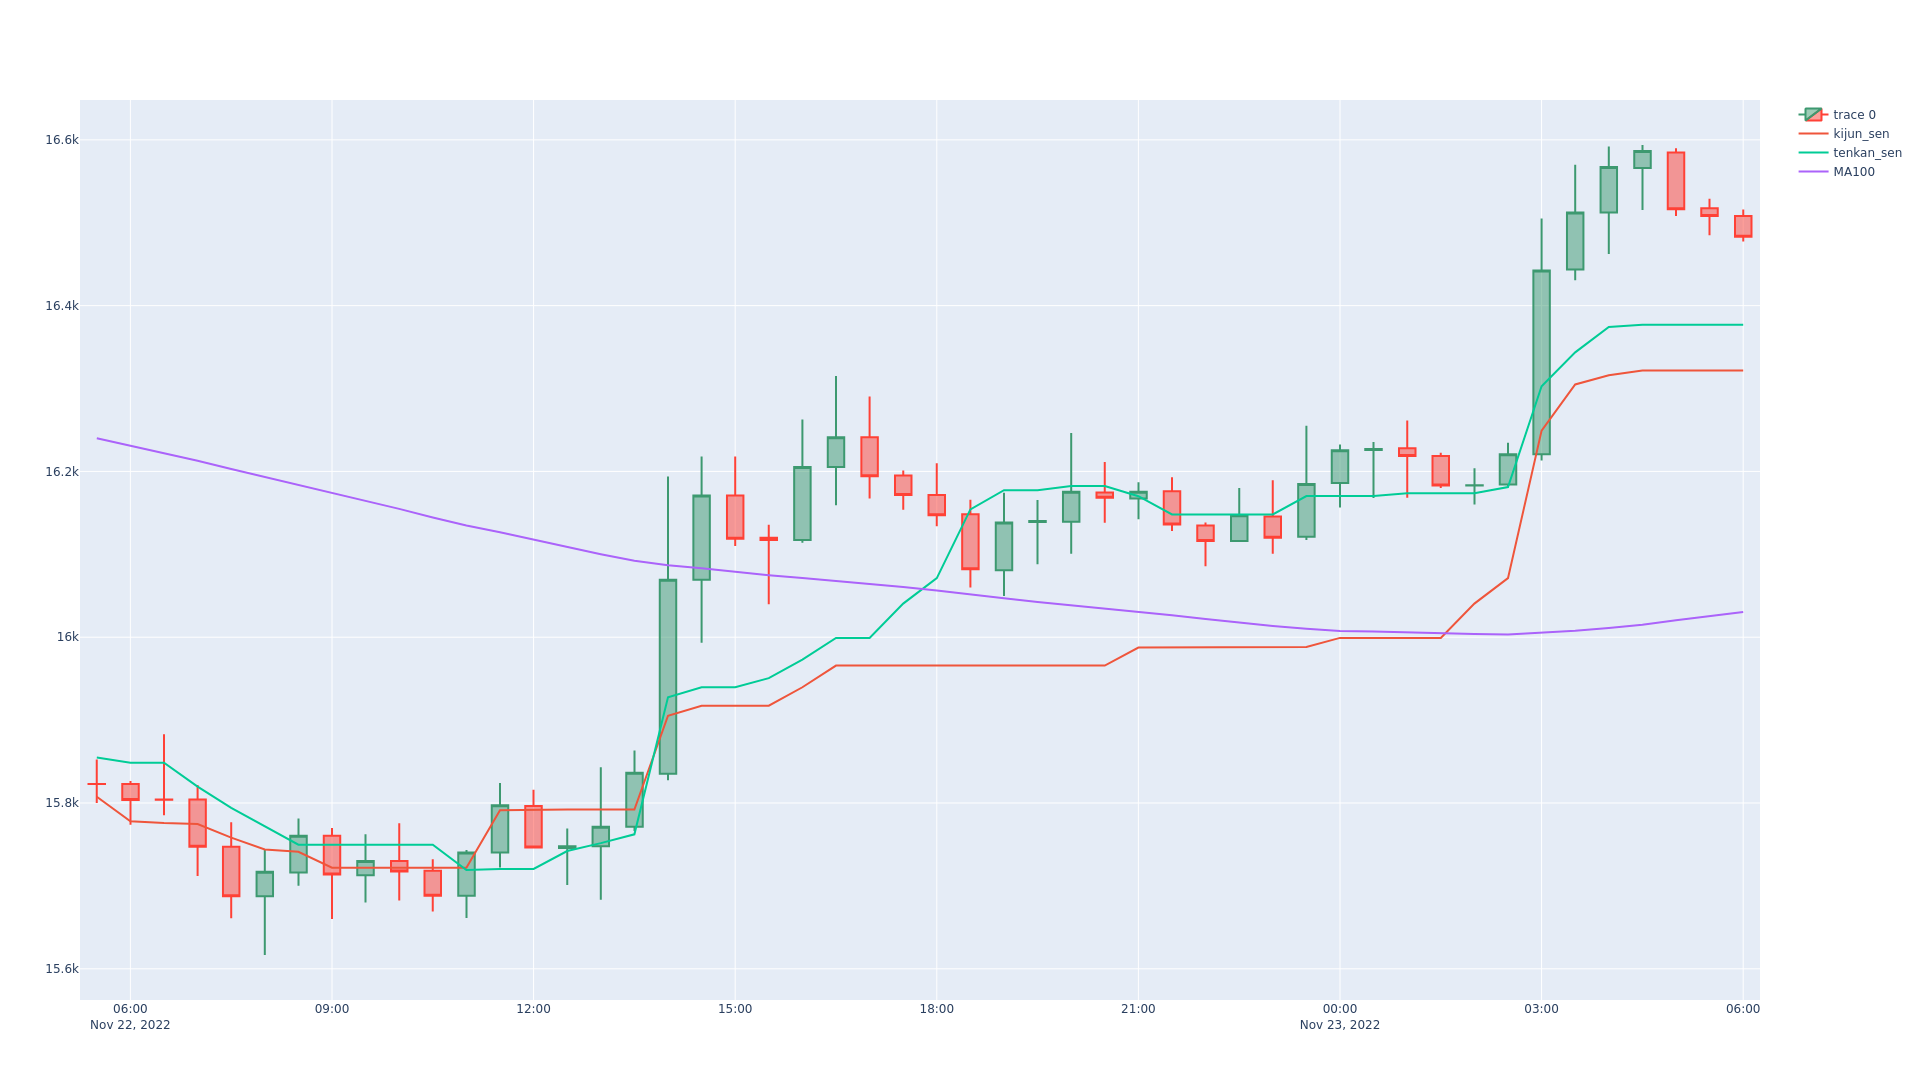 16.6k
16.4k
16.2k
16k
15.8k
15.6k
06:00
Nov 22, 2022
09:00
12:00
15:00
18:00
21:00
00:00
Nov 23, 2022
03:00
06:00
trace 0
kijun_sen
tenkan_sen
MA100